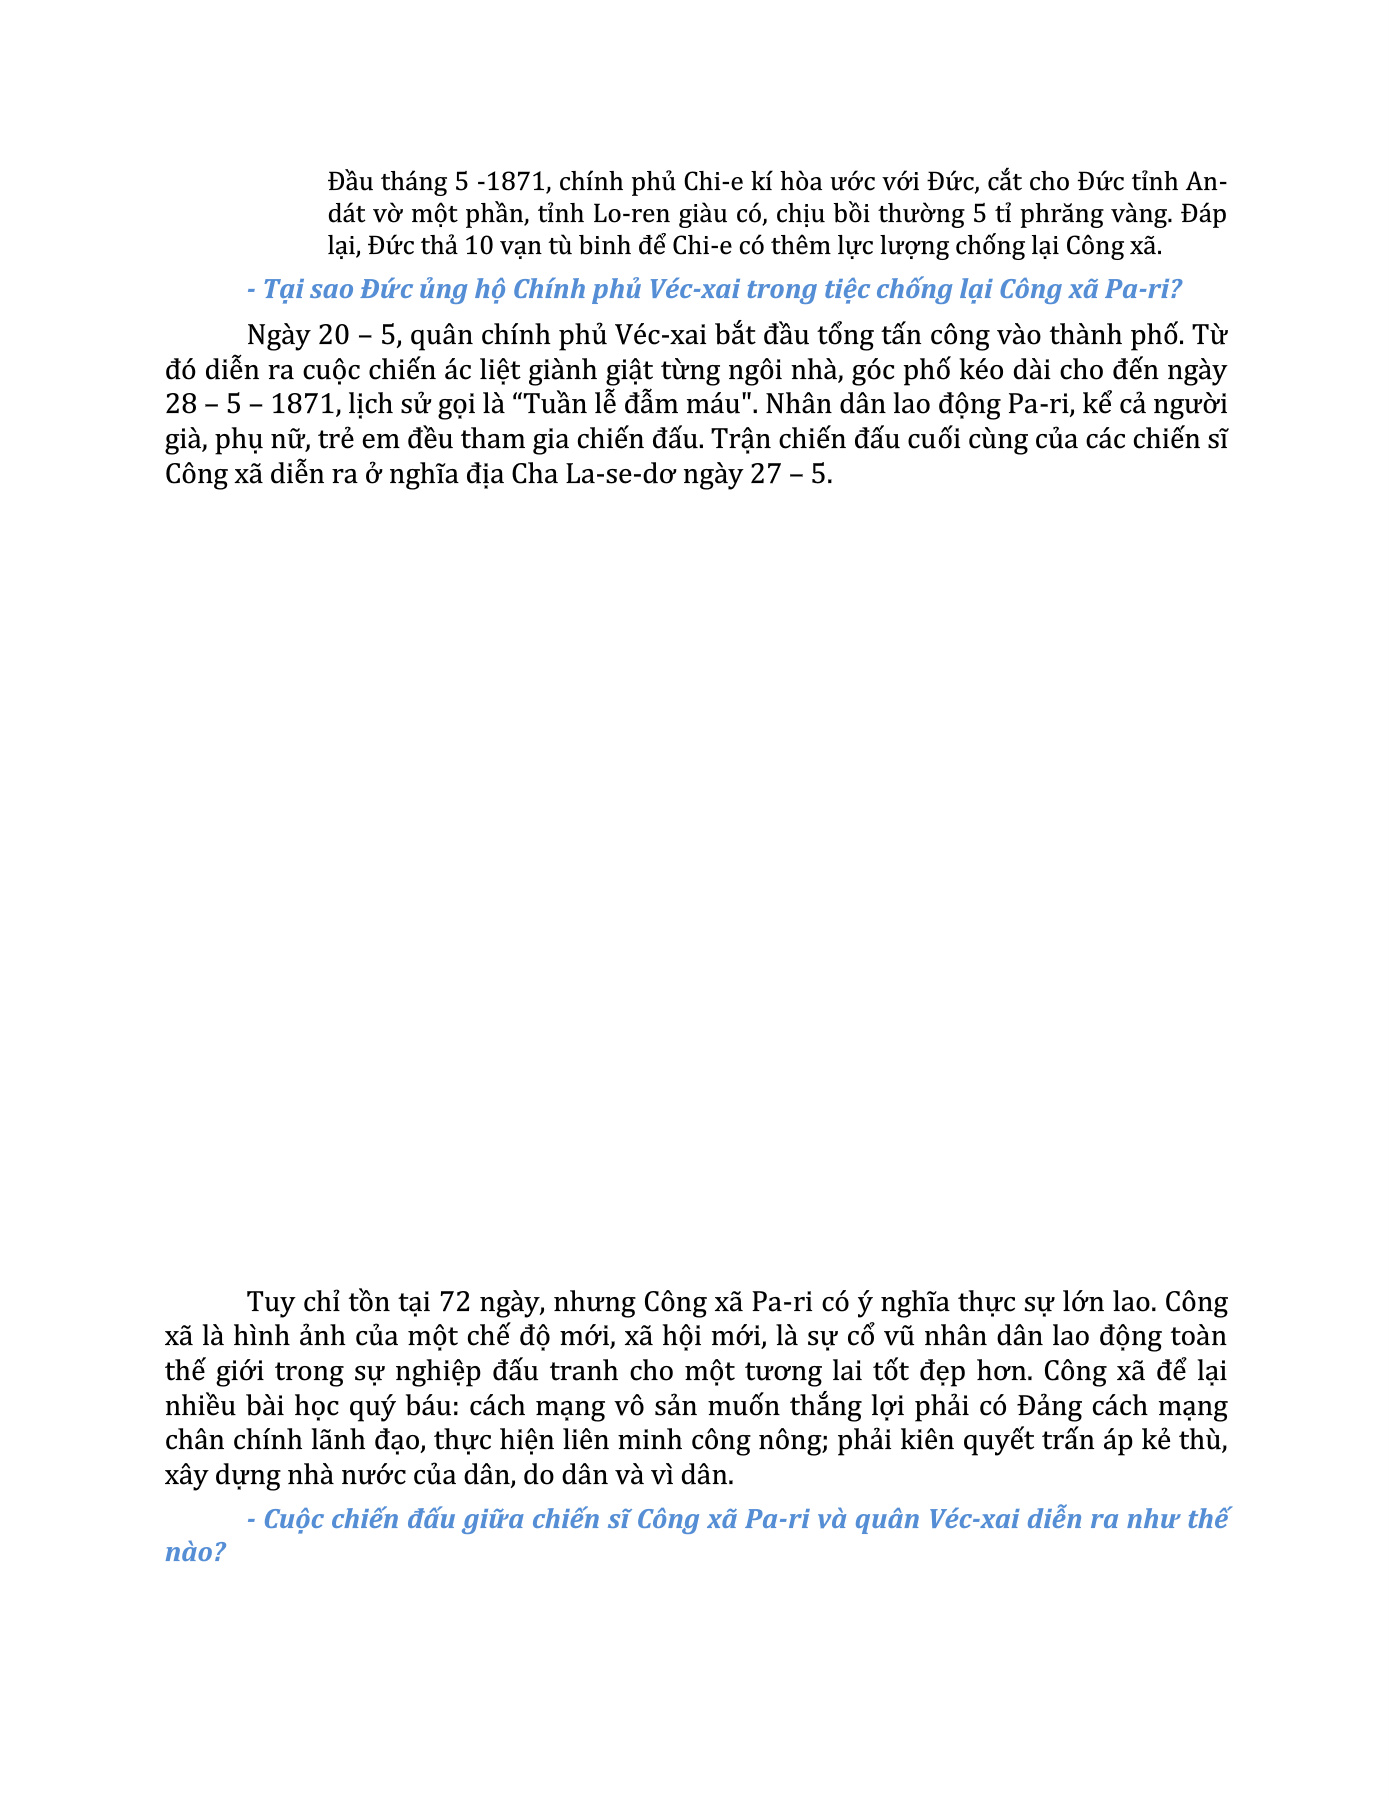 Đầu tháng 5 -1871, chính phủ Chi-e kí hòa ước với Đức, cắt cho Đức tỉnh An-
dát vờ một phần, tỉnh Lo-ren giàu có, chịu bồi thường 5 tỉ phrăng vàng. Đáp
lại, Đức thả 10 vạn tù binh để Chi-e có thêm lực lượng chống lại Công xã.
- Tại sao Đức ủng hộ Chính phủ Véc-xai trong tiệc chống lại Công xã Pa-ri?
Ngày 20 – 5, quân chính phủ Véc-xai bắt đầu tổng tấn công vào thành phố. Từ
đó diễn ra cuộc chiến ác liệt giành giật từng ngôi nhà, góc phố kéo dài cho đến ngày
28 – 5 – 1871, lịch sử gọi là “Tuần lễ đẫm máu". Nhân dân lao động Pa-ri, kể cả người
già, phụ nữ, trẻ em đều tham gia chiến đấu. Trận chiến đấu cuối cùng của các chiến sĩ
Công xã diễn ra ở nghĩa địa Cha La-se-dơ ngày 27 – 5.
Tuy chỉ tồn tại 72 ngày, nhưng Công xã Pa-ri có ý nghĩa thực sự lớn lao. Công
xã là hình ảnh của một chế độ mới, xã hội mới, là sự cổ vũ nhân dân lao động toàn
thế giới trong sự nghiệp đấu tranh cho một tương lai tốt đẹp hơn. Công xã để lại
nhiều bài học quý báu: cách mạng vô sản muốn thắng lợi phải có Đảng cách mạng
chân chính lãnh đạo, thực hiện liên minh công nông; phải kiên quyết trấn áp kẻ thù,
xây dựng nhà nước của dân, do dân và vì dân.
- Cuộc chiến đấu giữa chiến sĩ Công xã Pa-ri và quân Véc-xai diễn ra như thế
nào?